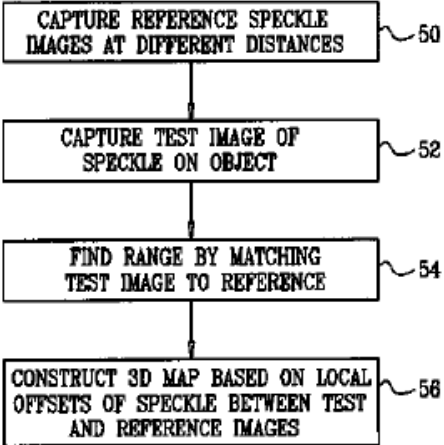 CAPTURE REFERENCE SPECKLE
IMAGES AT DIFFERENT DISTANCES
50
CAPTURE TEST IMAGE OF
SPECKLE ON OBJECT
52
FIND RANGE BY MATCHING
TEST IMAGE TO REFERENCE
54
CONSTRUCT 3D MAP BASED ON LOCAL
OFFSETS OF SPECKLE BETWEEN TEST
AND REFERENCE IMAGES
56